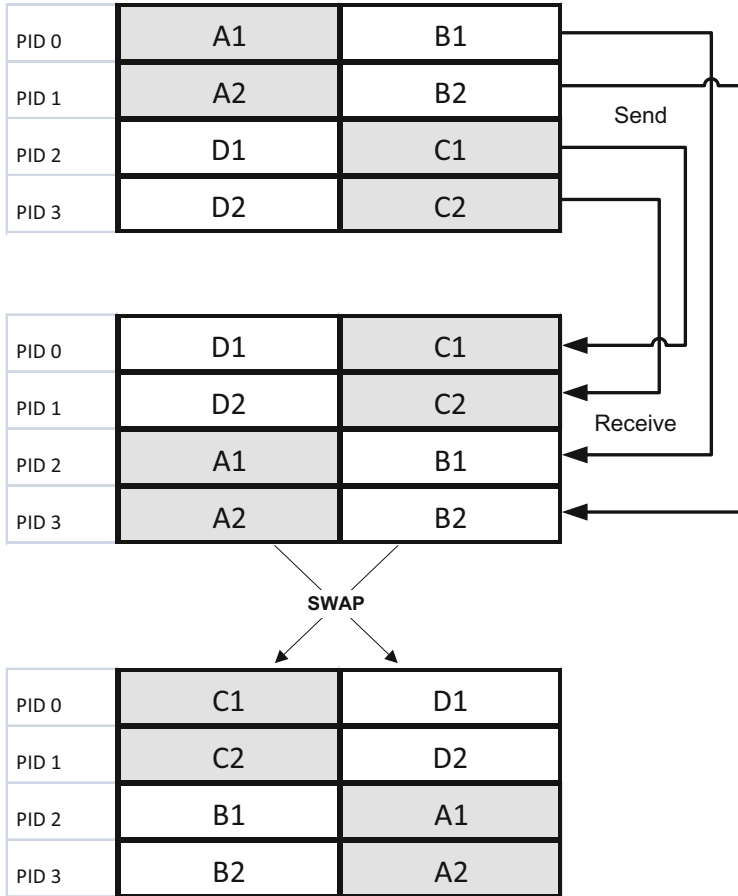 PID 0 A1 B1
PID 1 A2 B2
Send
PID 2 D1 C1
PID 3 D2 C2
PID 0 D1 C1
PID 1 D2 C2
Receive
PID 2 A1 B1
PID 3 A2 B2
SWAP
PID 0 C1 D1
PID 1 C2 D2
PID 2 B1 A1
PID 3 B2 A2